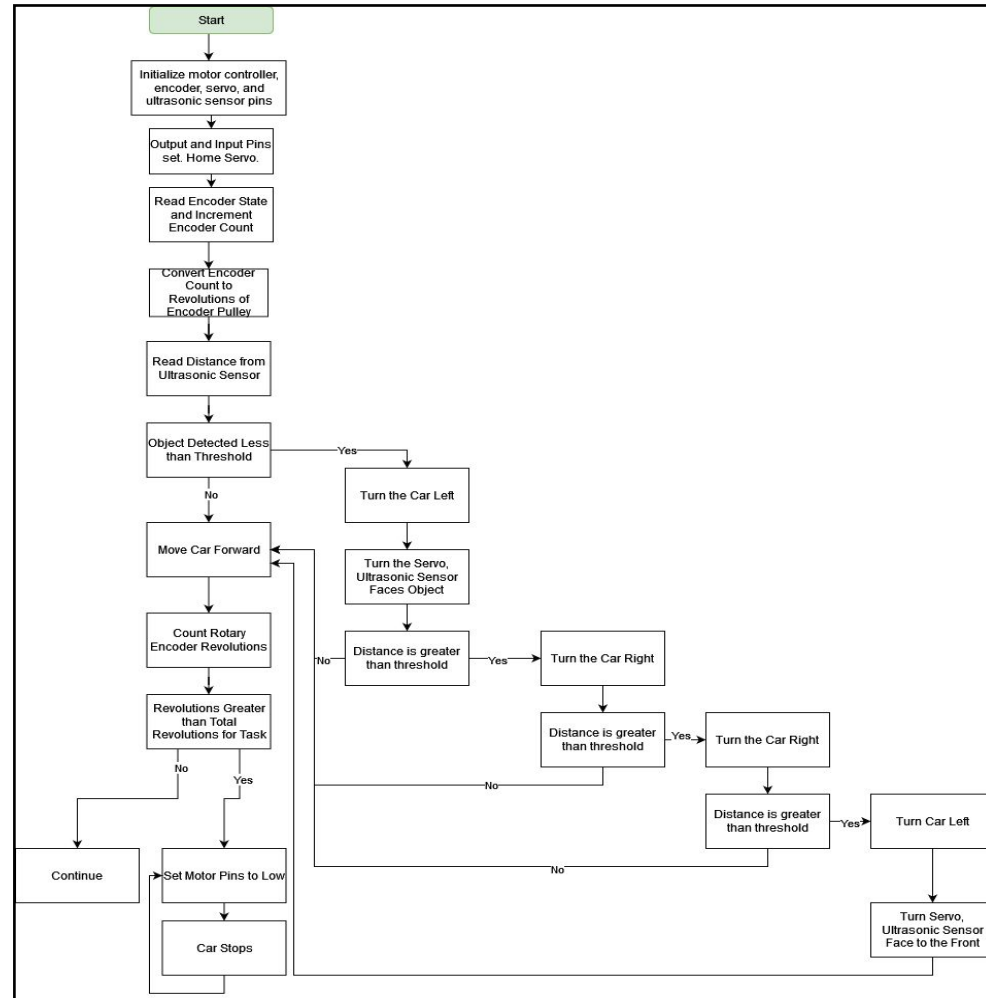 Start
Initialize motor controller,
encoder, servo, and
ultrasonic sensor pins
Output and Input Pins
set. Home Servo.
Read Encoder State
and Increment
Encoder Count
Convert Encoder
Count to
Revolutions of
Encoder Pulley
Read Distance from
Ultrasonic Sensor
Object Detected Less
than Threshold
Yes
No
Turn the Car Left
Move Car Forward
Turn the Servo,
Ultrasonic Sensor
Faces Object
Count Rotary
Encoder Revolutions
No
Distance is greater
than threshold
Yes
Turn the Car Right
Revolutions Greater
than Total
Revolutions for Task
Distance is greater
than threshold
Yes
Turn the Car Right
No
Yes
No
Distance is greater
than threshold
Yes
Turn Car Left
No
Continue
Set Motor Pins to Low
Car Stops
Turn Servo,
Ultrasonic Sensor
Face to the Front